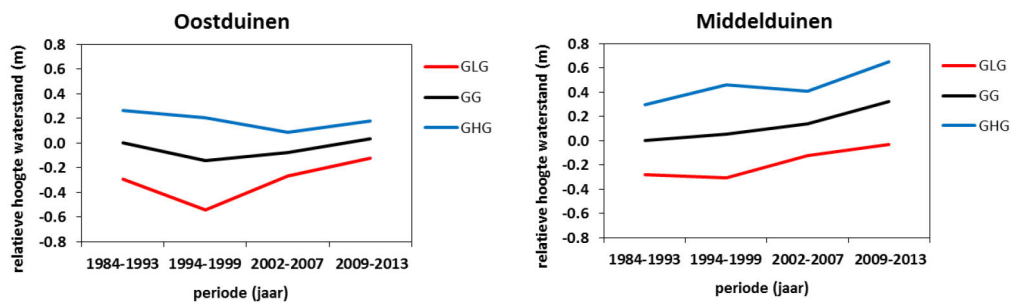 Oostduinen
relatieve hoogte waterstand (m)
0.8
0.6
0.4
0.2
0.0
-0.2
-0.4
-0.6
-0.8
1984-1993 1994-1999 2002-2007 2009-2013
periode (jaar)
GLG
GG
GHG
Middelduinen
relatieve hoogte waterstand (m)
0.8
0.6
0.4
0.2
0.0
-0.2
-0.4
-0.6
-0.8
1984-1993 1994-1999 2002-2007 2009-2013
periode (jaar)
GLG
GG
GHG